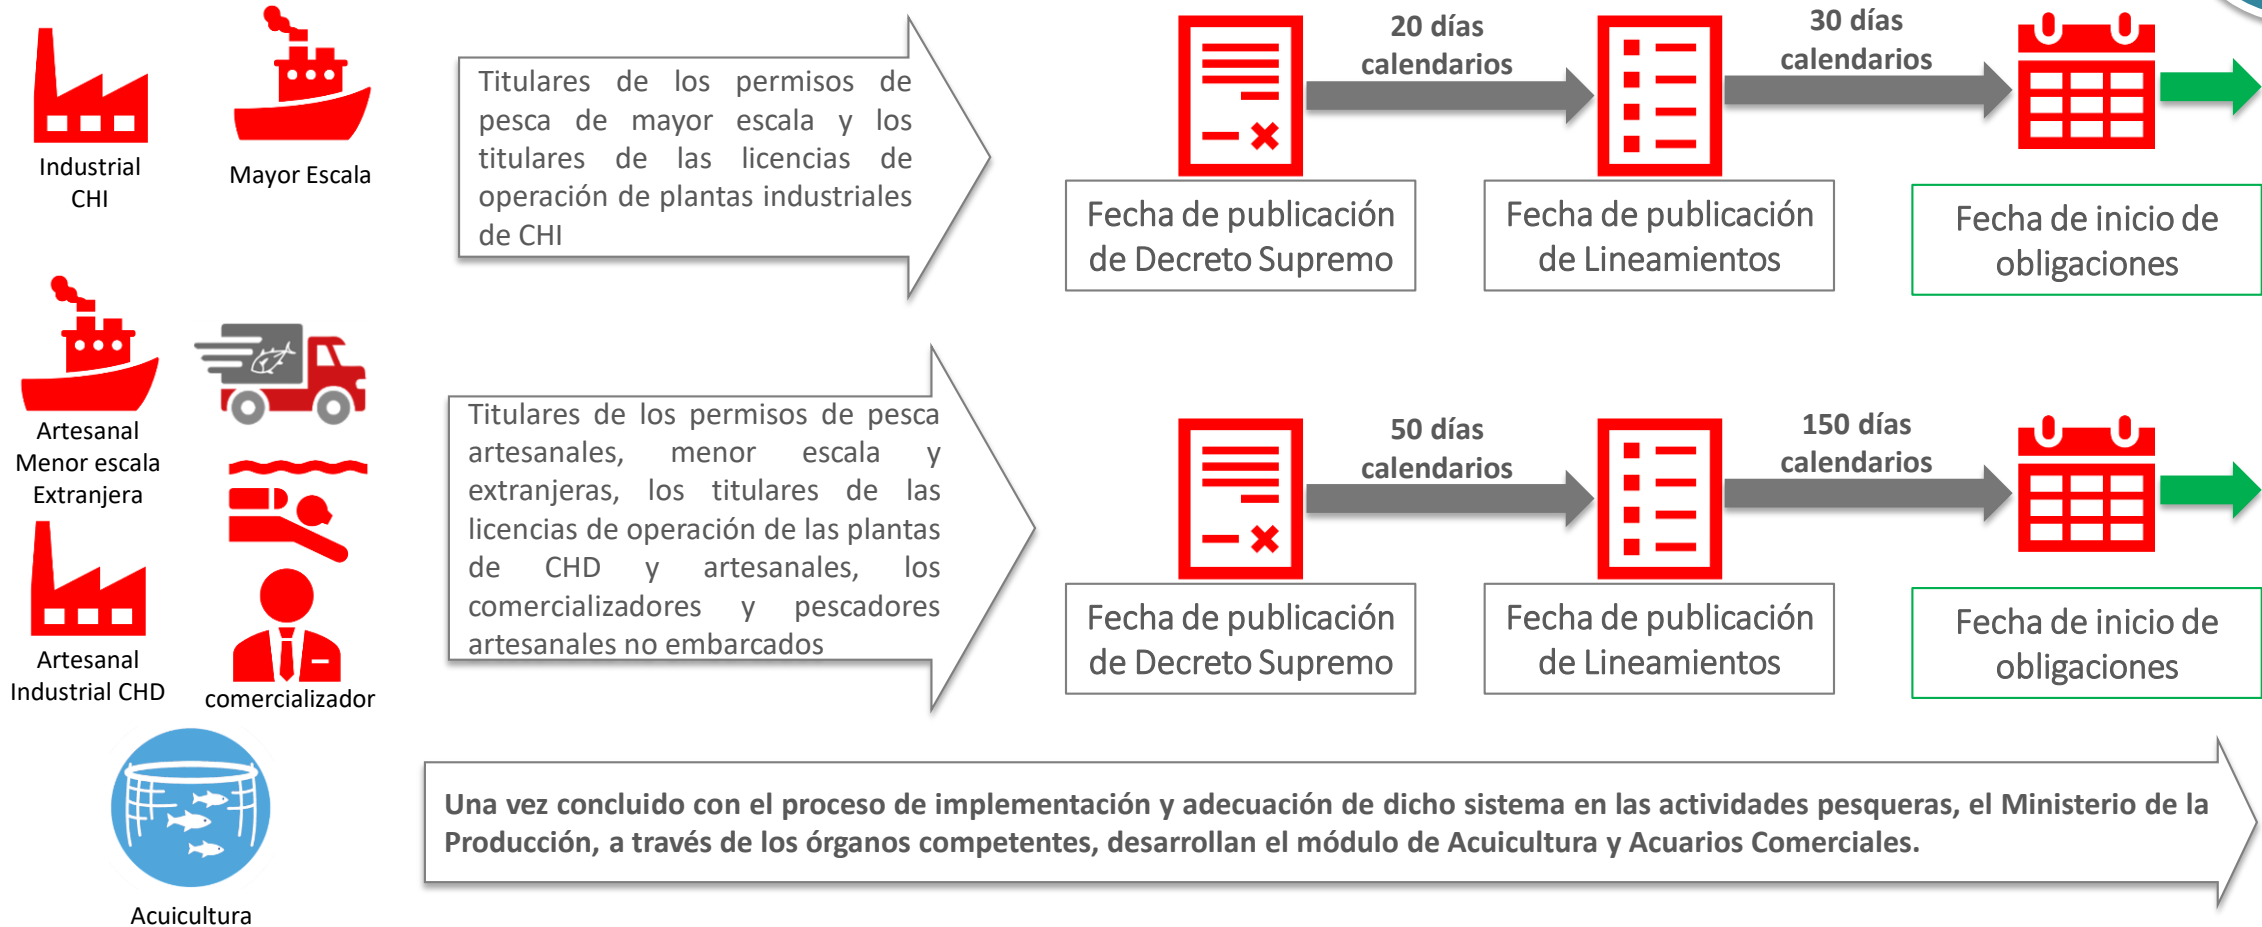 Industrial
CHI
Mayor Escala
Titulares de los permisos de
pesca de mayor escala y los
titulares de las licencias de
operación de plantas industriales
de CHI
20 días
calendarios
30 días
calendarios
Fecha de publicación
de Decreto Supremo
Fecha de publicación
de Lineamientos
Fecha de inicio de
obligaciones
Artesanal
Menor escala
Extranjera
Artesanal
Industrial CHD
comercializador
Titulares de los permisos de pesca
artesanales, menor escala y
extranjeras, los titulares de las
licencias de operación de las plantas
de CHD y artesanales, los
comercializadores y pescadores
artesanales no embarcados
50 días
calendarios
150 días
calendarios
Fecha de publicación
de Decreto Supremo
Fecha de publicación
de Lineamientos
Fecha de inicio de
obligaciones
Acuicultura
Una vez concluido con el proceso de implementación y adecuación de dicho sistema en las actividades pesqueras, el Ministerio de la
Producción, a través de los órganos competentes, desarrollan el módulo de Acuicultura y Acuarios Comerciales.